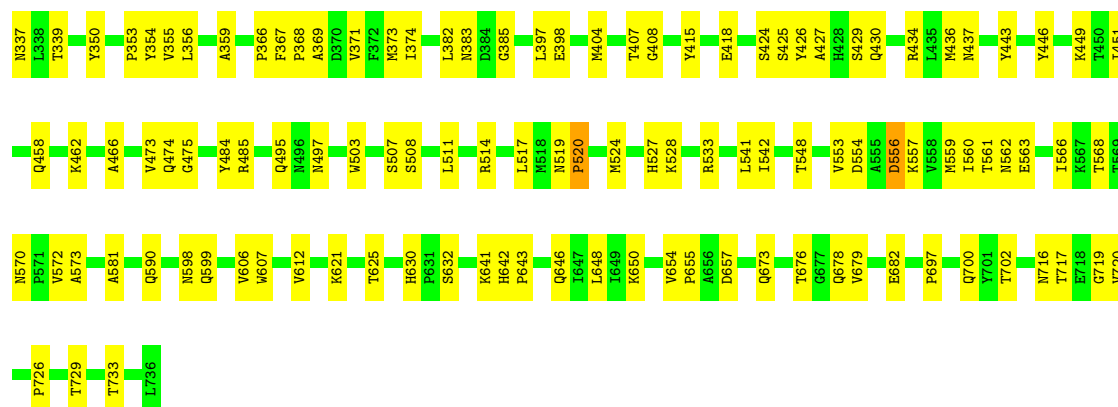 N337 L338 T339 Y350 P353 Y354 V355 L356 A359 P366 F367 P368 A369 D370 V371 F372 M373 I374 L382 N383 D384 G385 L397 E398 M404 T407 G408 Y415 E418 S424 S425 Y426 A427 H428 S429 Q430 R434 L435 M436 N437 Y443 Y446 K449 T450 I451
Q458 K462 A466 V473 Q474 G475 Y484 R485 Q495 N496 N497 W503 S507 S508 L511 R514 L517 M518 N519 P520 M524 H527 K528 R533 L541 I542 T548 V553 D554 A555 D556 K557 V558 M559 I560 T561 N562 E563 I566 K567 T568 T569
N570 P571 V572 A573 A581 Q590 N598 Q599 V606 W607 V612 K621 T625 H630 P631 S632 K641 H642 P643 Q646 I647 L648 I649 K650 V654 P655 A656 D657 Q673 T676 G677 Q678 V679 E682 P697 Q700 Y701 T702 N716 T717 E718 G719
P726 T729 T733 L736